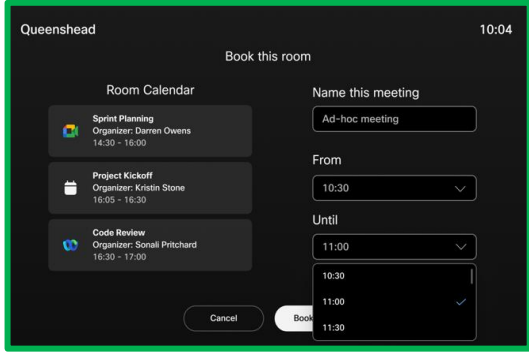 Queenshead
10:04
Book this room
Room Calendar
Sprint Planning
Organizer: Darren Owens
14:30 - 16:00
Project Kickoff
Organizer: Kristin Stone
16:05 - 16:30
Code Review
Organizer: Sonali Pritchard
16:30 - 17:00
Name this meeting
Ad-hoc meeting
From
10:30
Until
11:00
10:30
11:00
11:30
Cancel
Book